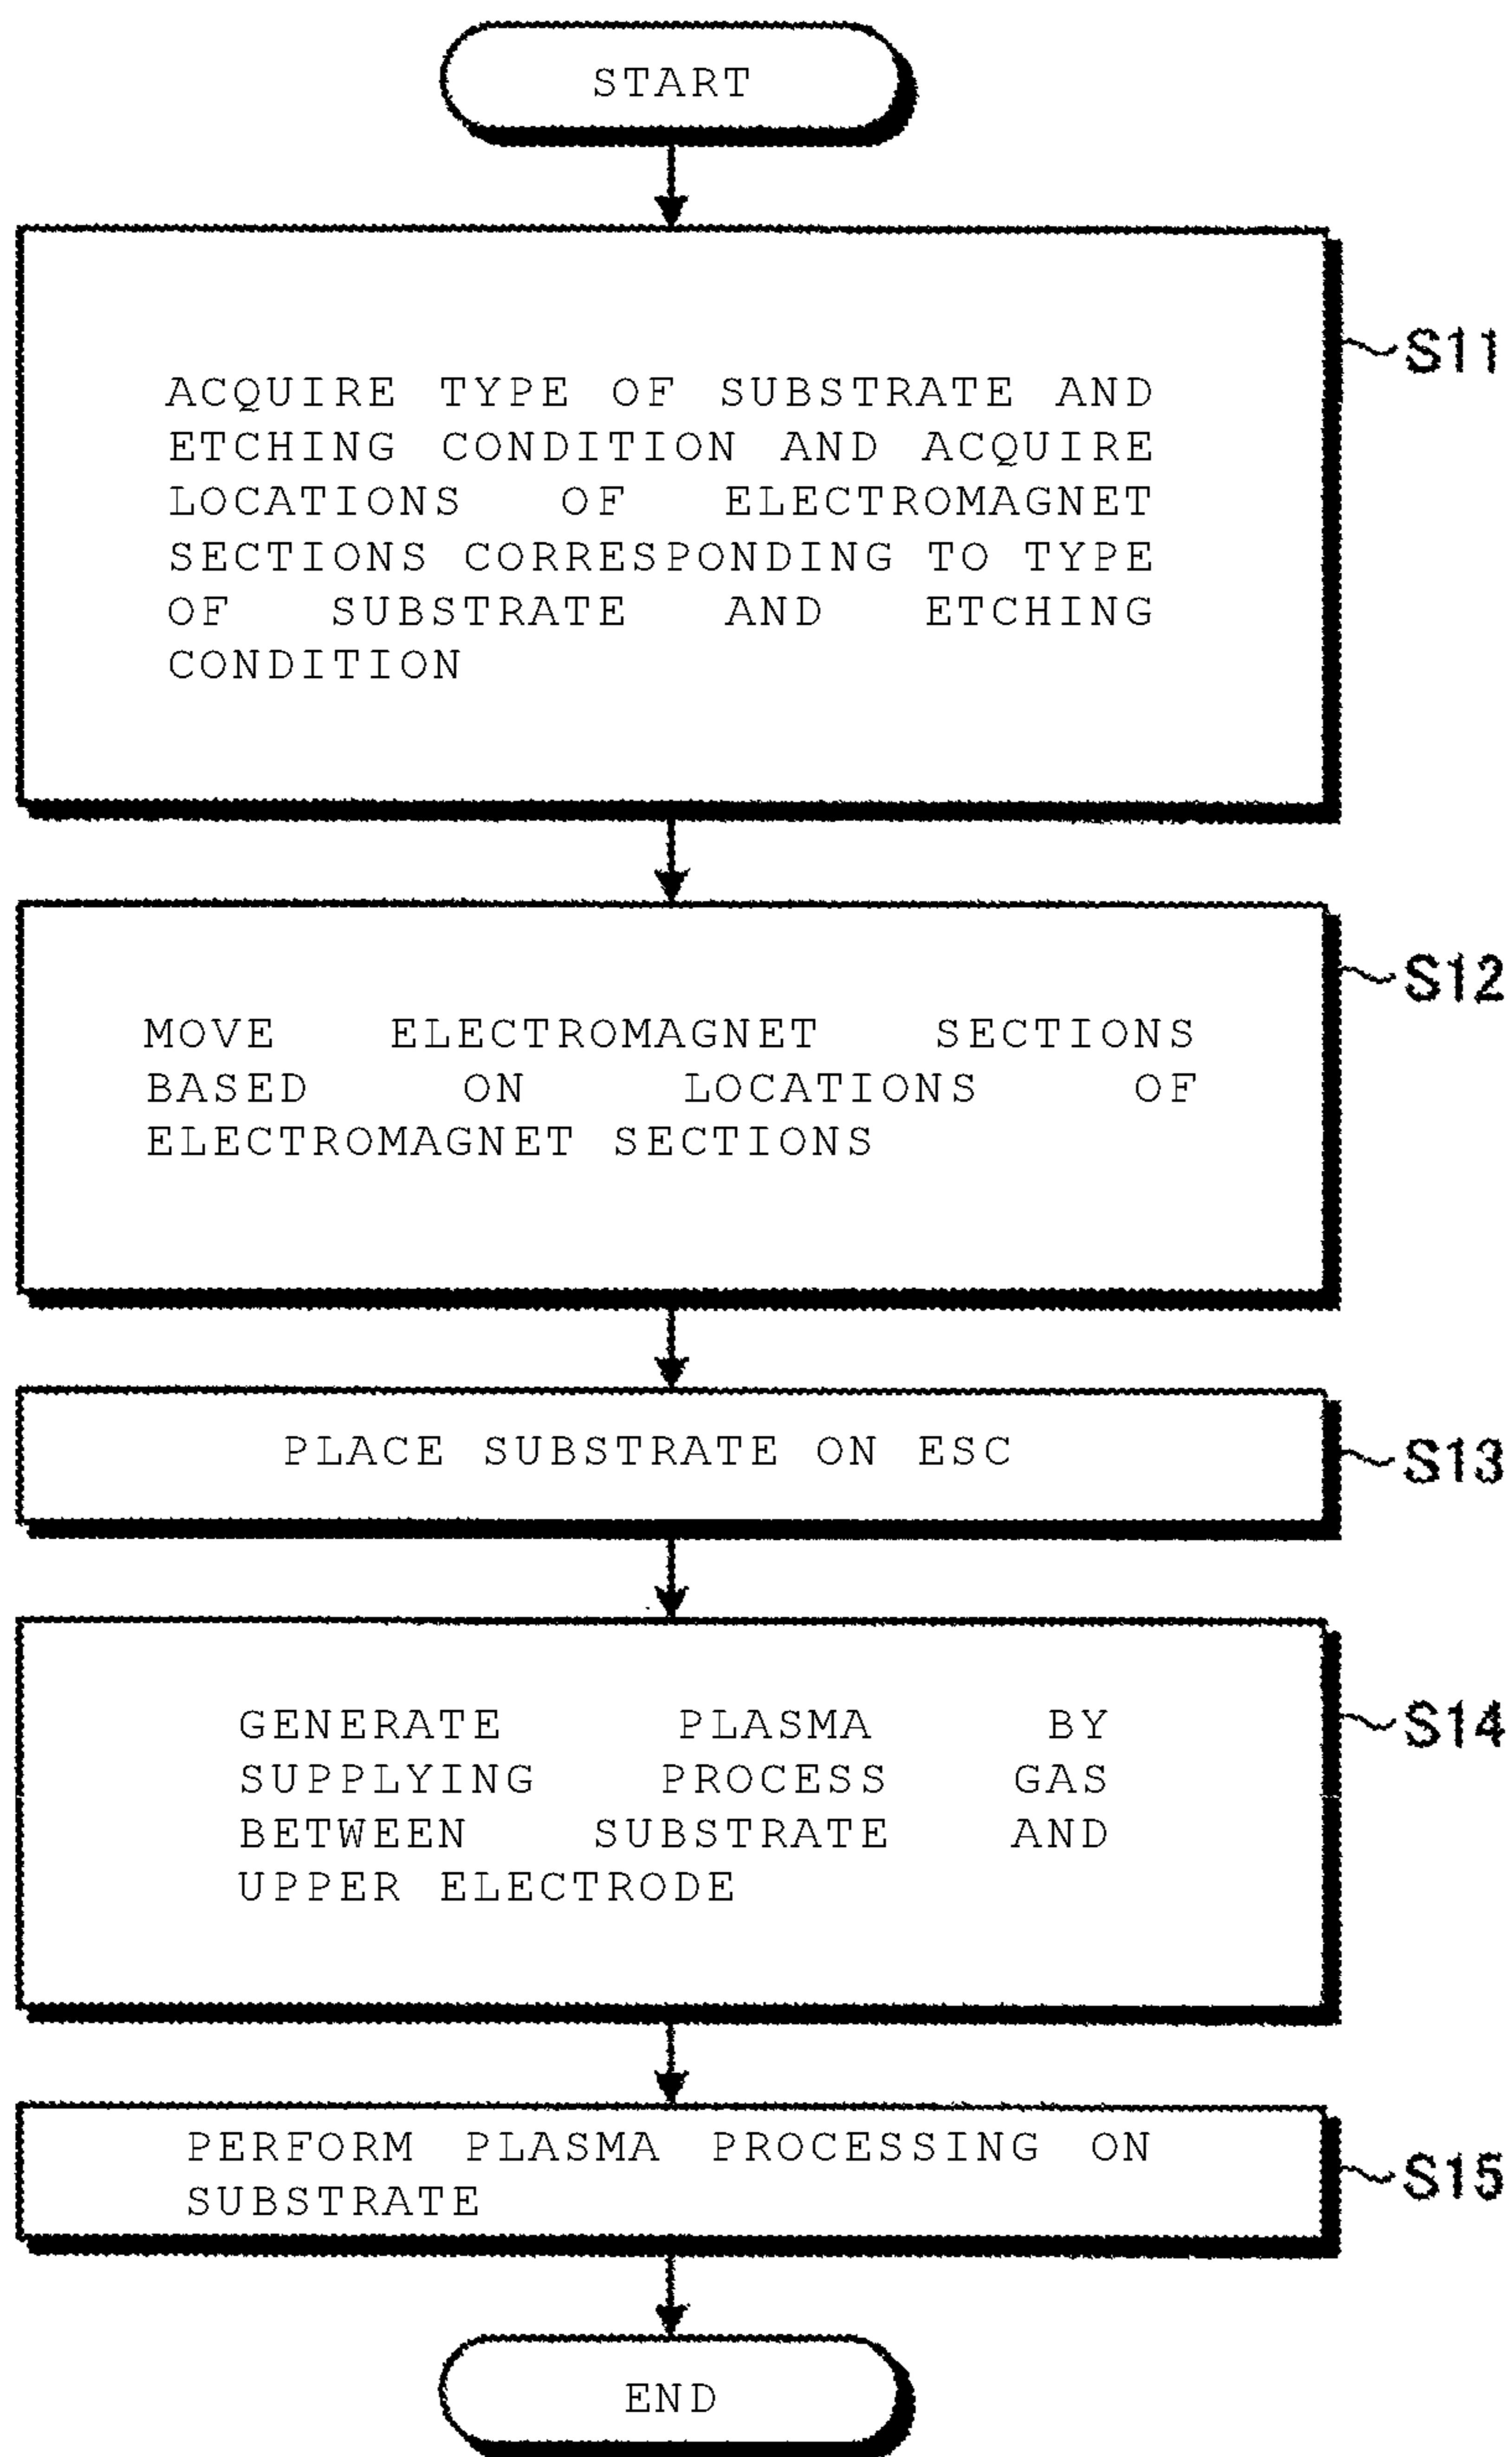 START
ACQUIRE TYPE OF SUBSTRATE AND
ETCHING CONDITION AND ACQUIRE
LOCATIONS OF ELECTROMAGNET
SECTIONS CORRESPONDING TO TYPE
OF SUBSTRATE AND ETCHING
CONDITION
S11
MOVE ELECTROMAGNET SECTIONS
BASED ON LOCATIONS OF
ELECTROMAGNET SECTIONS
S12
PLACE SUBSTRATE ON ESC
S13
GENERATE PLASMA BY
SUPPLYING PROCESS GAS
BETWEEN SUBSTRATE AND
UPPER ELECTRODE
S14
PERFORM PLASMA PROCESSING ON
SUBSTRATE
S15
END